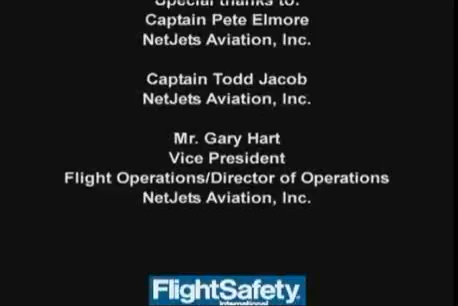 Special thanks to:
Captain Pete Elmore
NetJets Aviation, Inc.
Captain Todd Jacob
NetJets Aviation, Inc.
Mr. Gary Hart
Vice President
Flight Operations/Director of Operations
NetJets Aviation, Inc.
FlightSafety
International